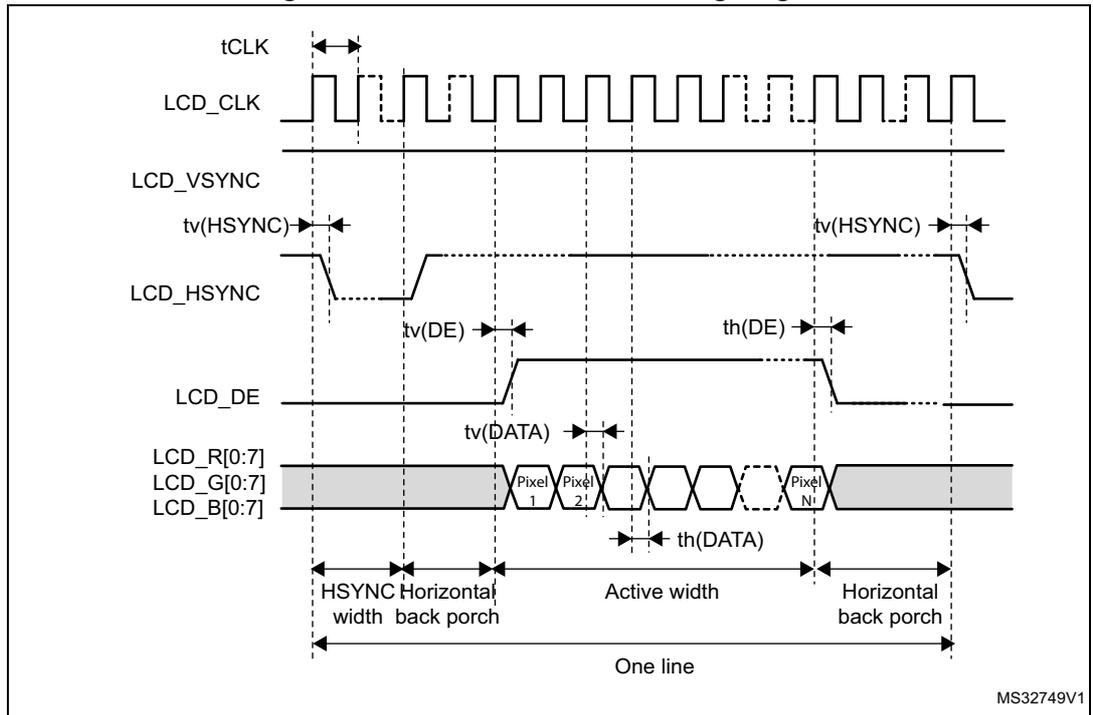 tCLK
LCD_CLK
LCD_VSYNC
tv(HSYNC)
tv(HSYNC)
LCD_HSYNC
tv(DE)
th(DE)
LCD_DE
tv(DATA)
LCD_R[0:7]
LCD_G[0:7]
LCD_B[0:7]
Pixel
1
Pixel
2
Pixel
N
th(DATA)
HSYNC
width
Horizontal
back porch
Active width
Horizontal
back porch
One line
MS32749V1